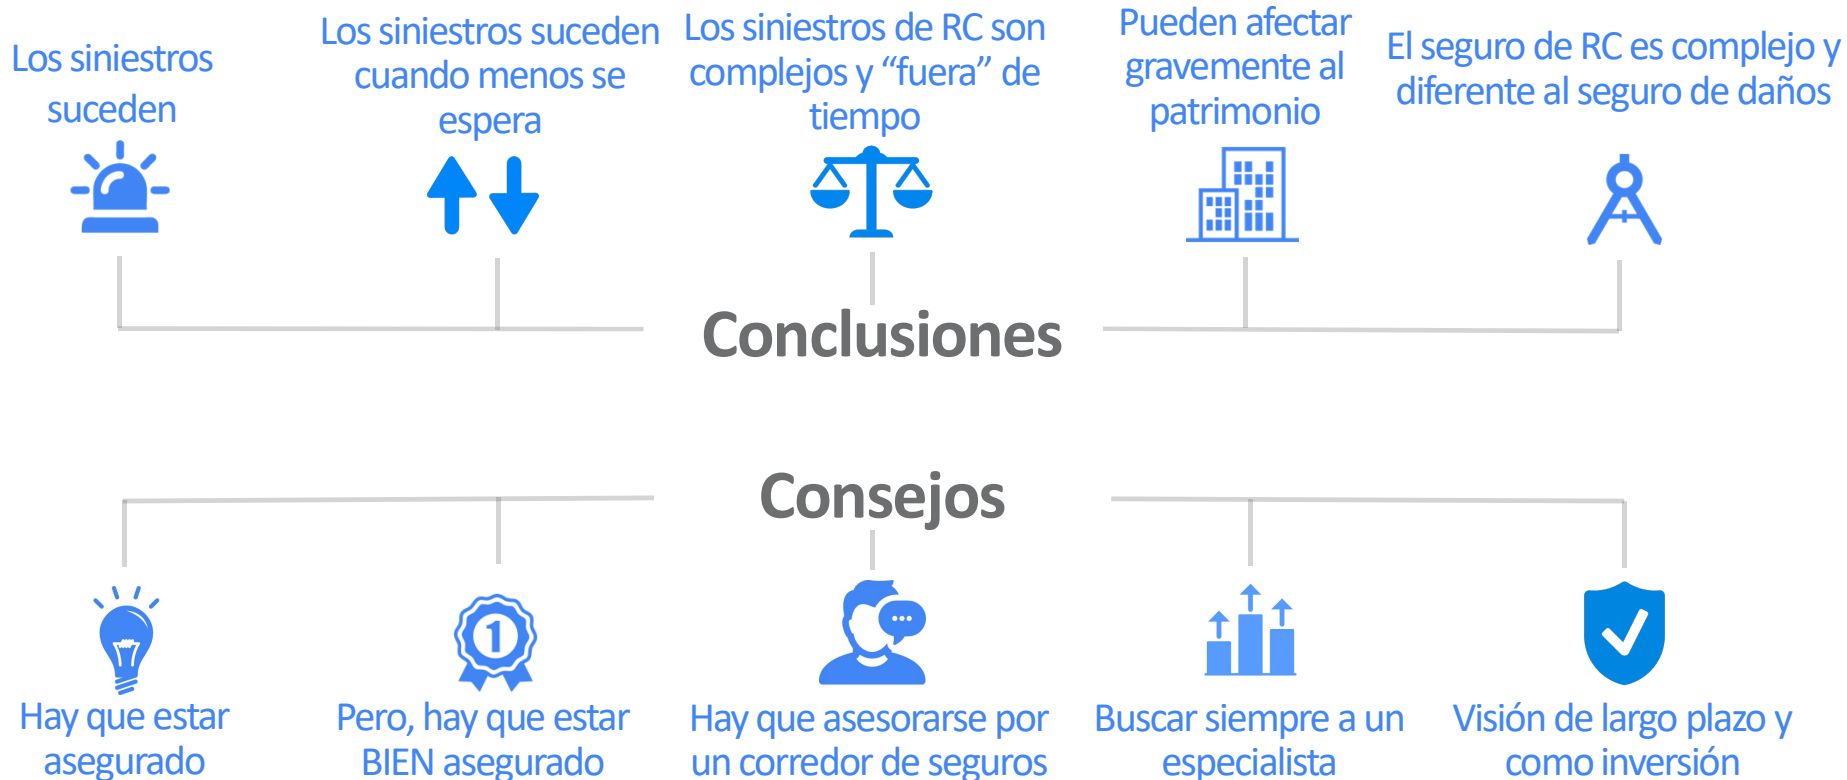 Los siniestros
suceden
Los siniestros suceden
cuando menos se
espera
Los siniestros de RC son
complejos y “fuera” de
tiempo
Pueden afectar
gravemente al
patrimonio
El seguro de RC es complejo y
diferente al seguro de daños
Conclusiones
Consejos
1
Hay que estar
asegurado
Pero, hay que estar
BIEN asegurado
Hay que asesorarse por
un corredor de seguros
Buscar siempre a un
especialista
Visión de largo plazo y
como inversión